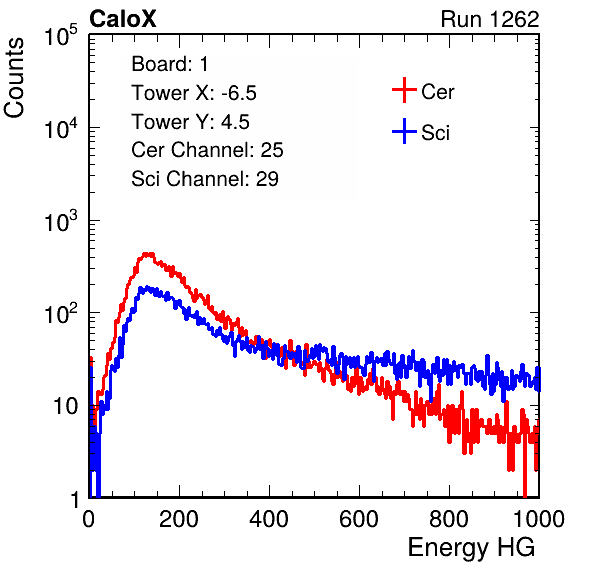 CaloX Run 1262
Counts
10^5
10^4
10^3
10^2
10
1
Board: 1
Tower X: -6.5
Tower Y: 4.5
Cer Channel: 25
Sci Channel: 29
Cer
Sci
0 200 400 600 800 1000
Energy HG